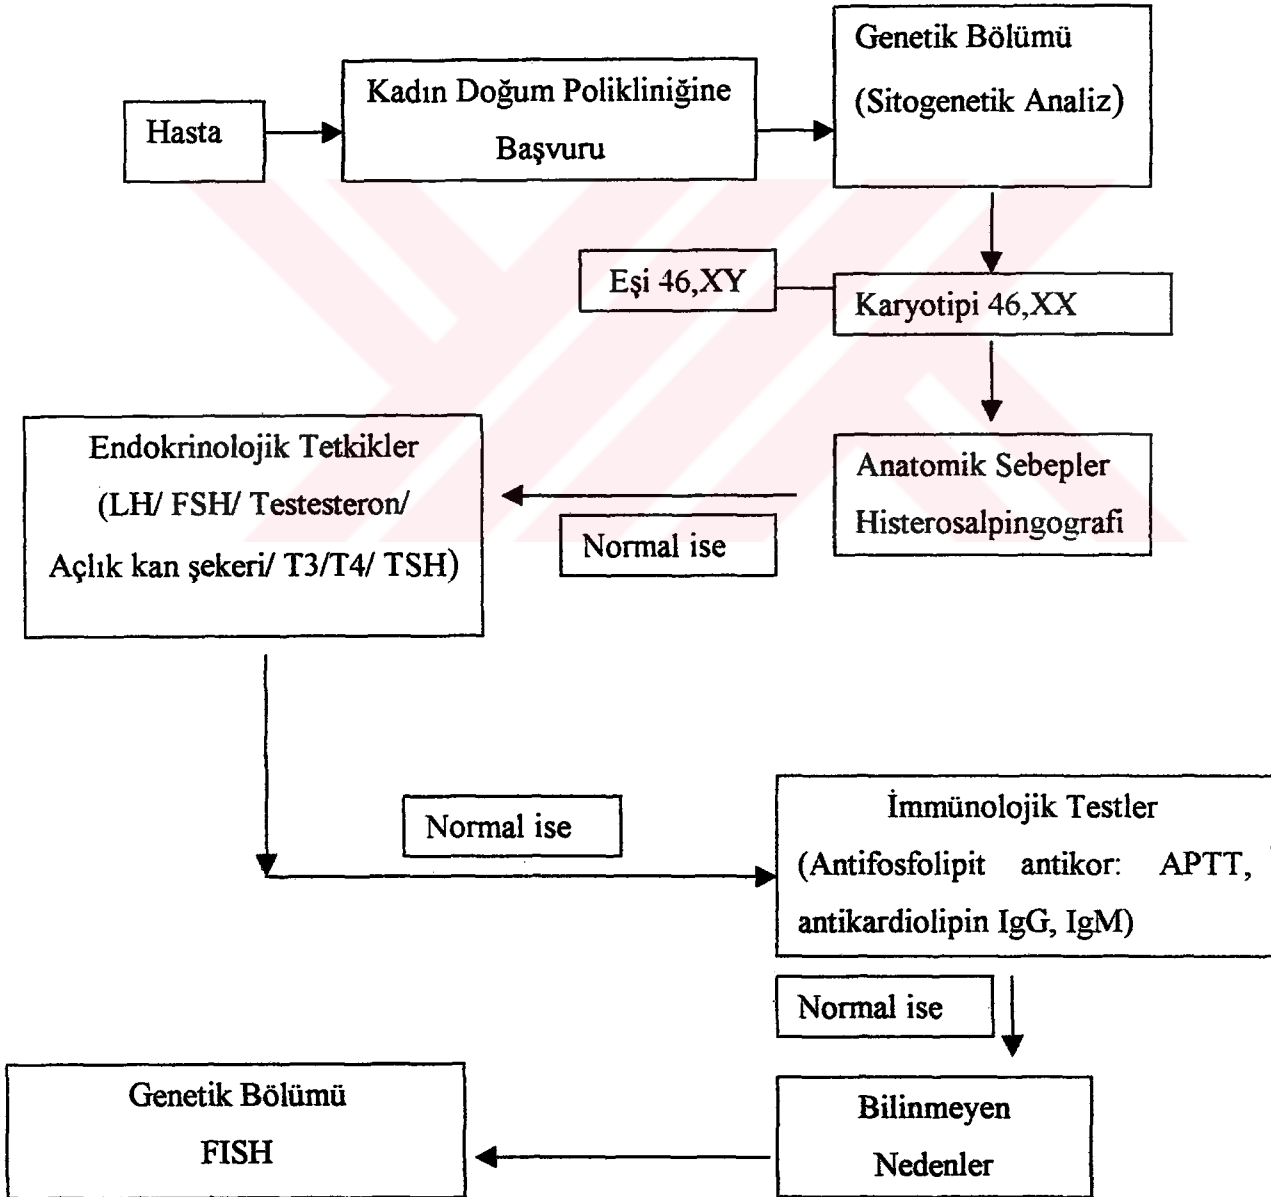 Hasta
Kadın Doğum Polikliniğine
Başvuru
Genetik Bölümü
(Sitogenetik Analiz)
Eşi 46,XY
Karyotipi 46,XX
Anatomik Sebepler
Histerosalpingografi
Normal ise
Endokrinolojik Tetkikler
(LH/ FSH/ Testesteron/
Açlık kan şekeri/ T3/T4/ TSH)
Normal ise
İmmünolojik Testler
(Antifosfolipit antikor: APTT,
antikardiolipin IgG, IgM)
Normal ise
Bilinmeyen
Nedenler
Genetik Bölümü
FISH